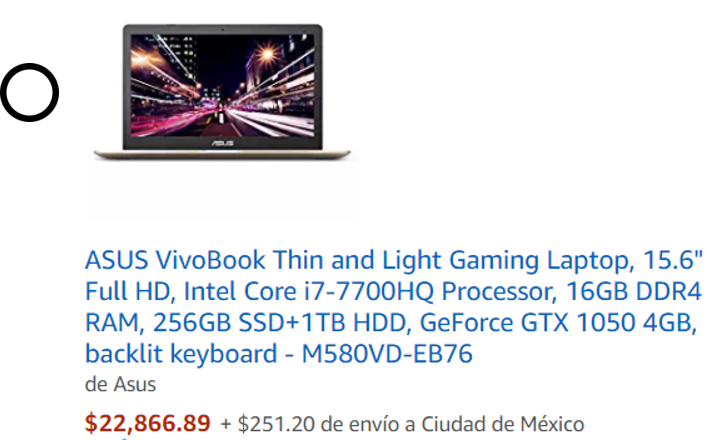 ASUS
ASUS VivoBook Thin and Light Gaming Laptop, 15.6"
Full HD, Intel Core i7-7700HQ Processor, 16GB DDR4
RAM, 256GB SSD+1TB HDD, GeForce GTX 1050 4GB,
backlit keyboard - M580VD-EB76
de Asus
$22,866.89 + $251.20 de envío a Ciudad de México